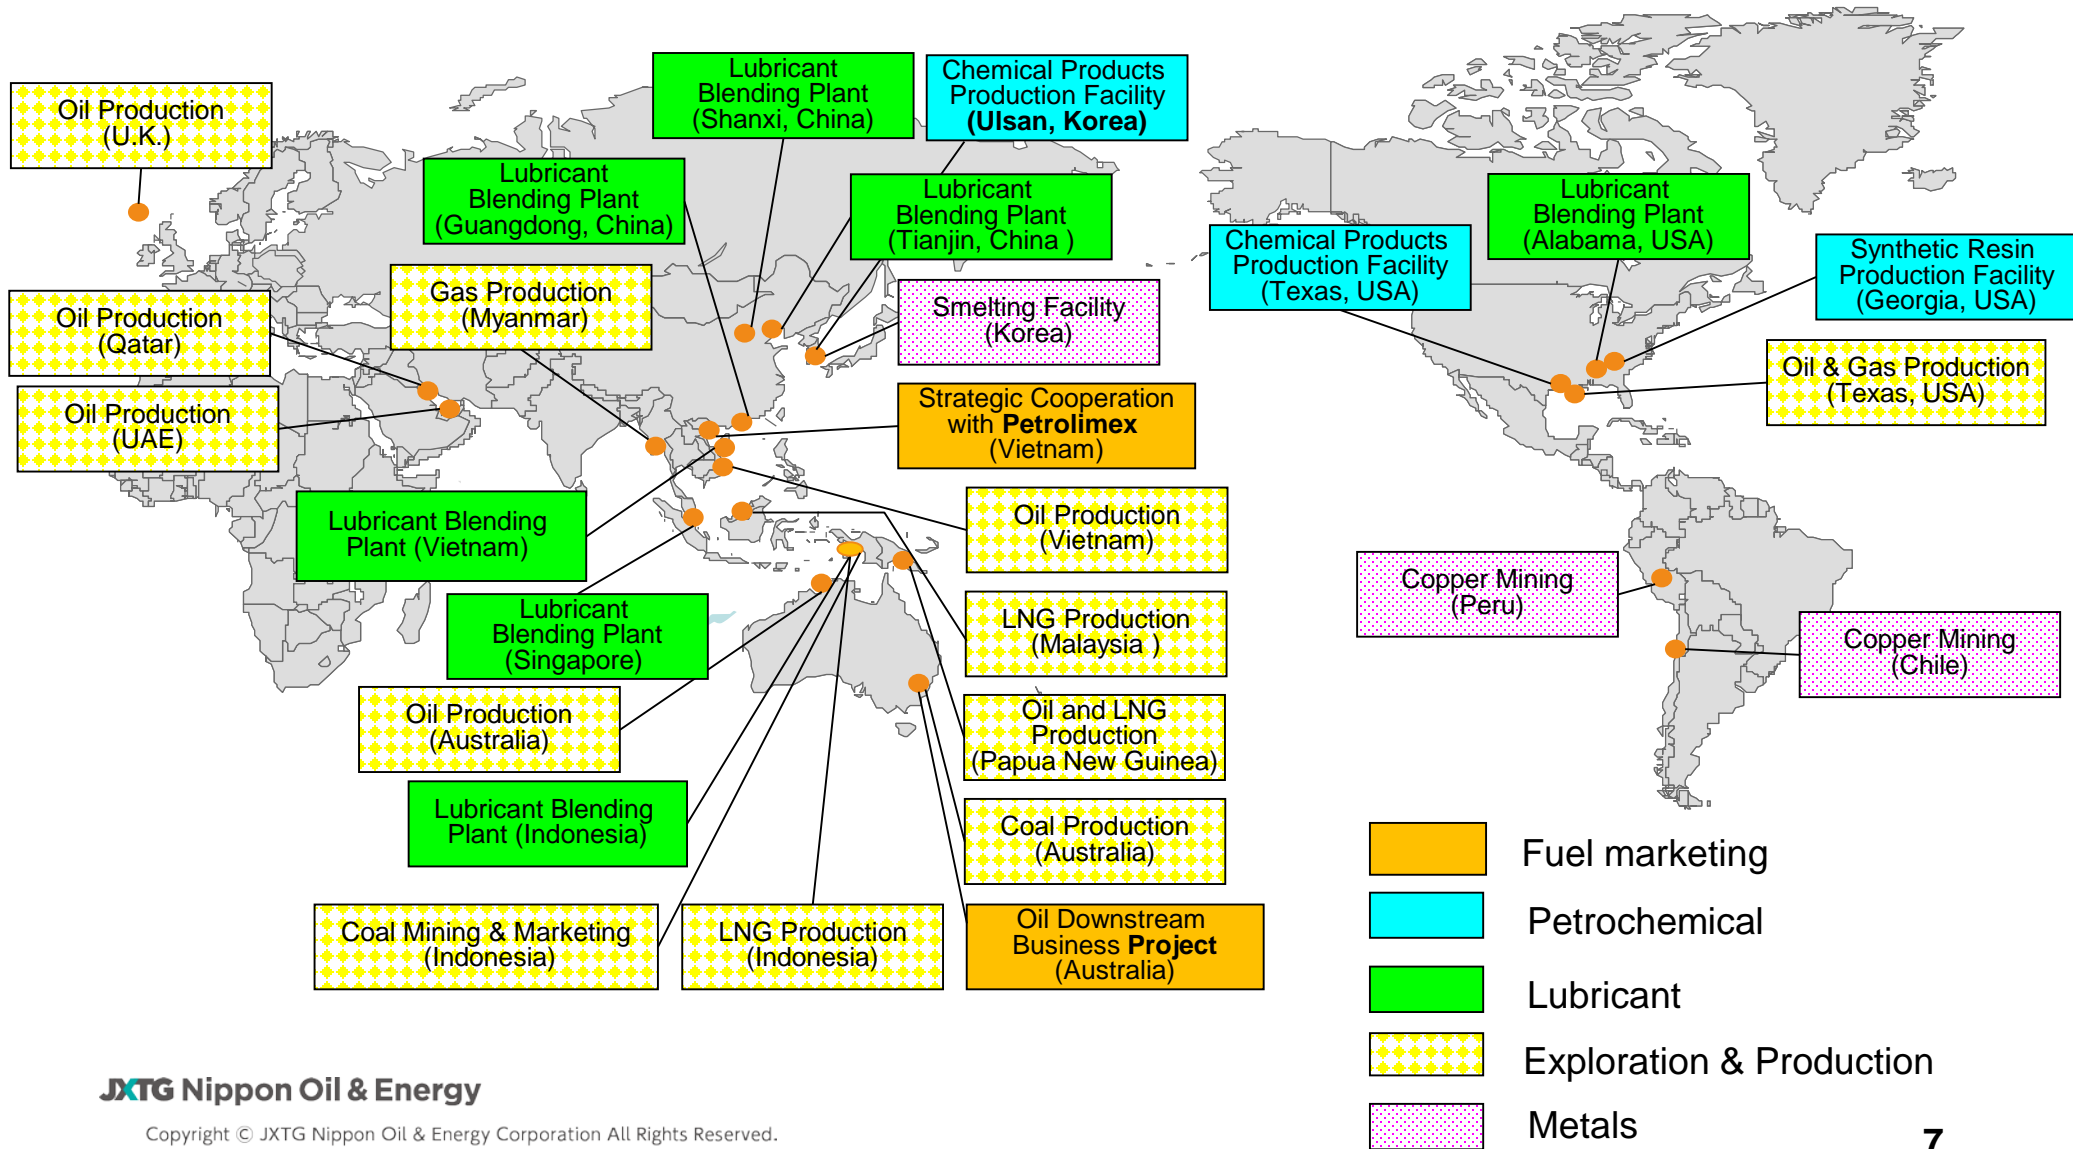 Oil Production
(U.K.)
Lubricant
Blending Plant
(Shanxi, China)
Chemical Products
Production Facility
(Ulsan, Korea)
Lubricant
Blending Plant
(Guangdong, China)
Lubricant
Blending Plant
(Tianjin, China )
Gas Production
(Myanmar)
Smelting Facility
(Korea)
Oil Production
(Qatar)
Oil Production
(UAE)
Strategic Cooperation
with Petrolimex
(Vietnam)
Lubricant Blending
Plant (Vietnam)
Oil Production
(Vietnam)
Lubricant
Blending Plant
(Singapore)
LNG Production
(Malaysia )
Oil Production
(Australia)
Oil and LNG
Production
(Papua New Guinea)
Lubricant Blending
Plant (Indonesia)
Coal Production
(Australia)
Coal Mining & Marketing
(Indonesia)
LNG Production
(Indonesia)
Oil Downstream
Business Project
(Australia)
Lubricant
Blending Plant
(Alabama, USA)
Chemical Products
Production Facility
(Texas, USA)
Synthetic Resin
Production Facility
(Georgia, USA)
Oil & Gas Production
(Texas, USA)
Copper Mining
(Peru)
Copper Mining
(Chile)
Fuel marketing
Petrochemical
Lubricant
Exploration & Production
Metals
JXTG Nippon Oil & Energy
Copyright © JXTG Nippon Oil & Energy Corporation All Rights Reserved.
7